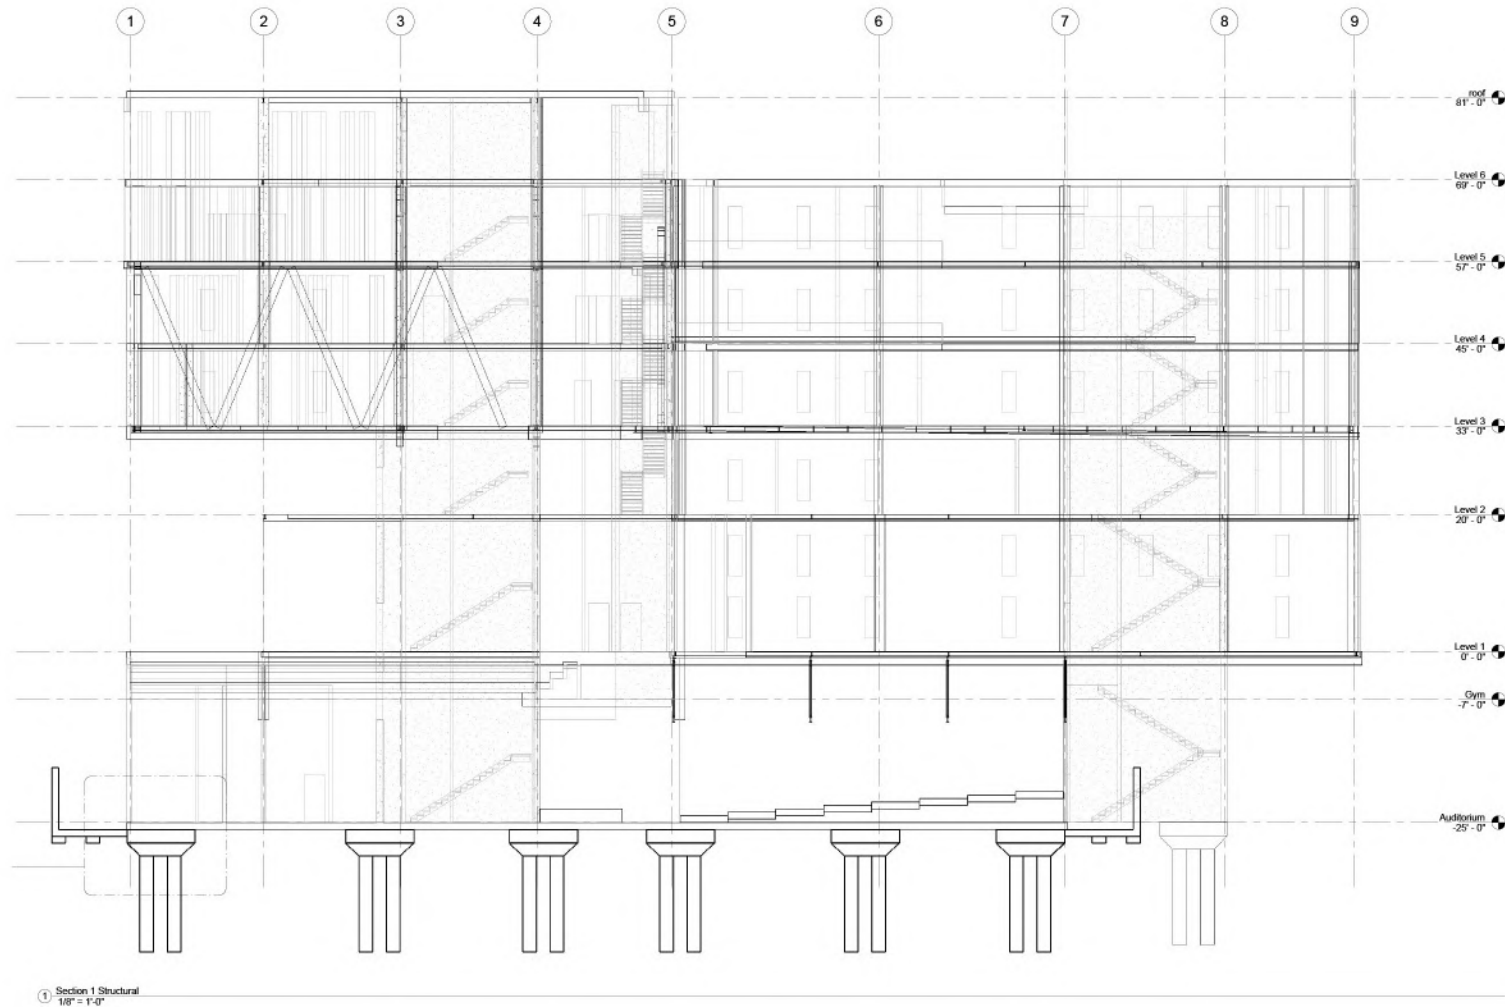 1 2 3 4 5 6 7 8 9
roof
81' - 0"
Level 6
69' - 0"
Level 5
57' - 0"
Level 4
45' - 0"
Level 3
33' - 0"
Level 2
20' - 0"
Level 1
0' - 0"
Gym
-7' - 0"
Auditorium
-25' - 0"
1 Section 1 Structural
1/8" = 1'-0"